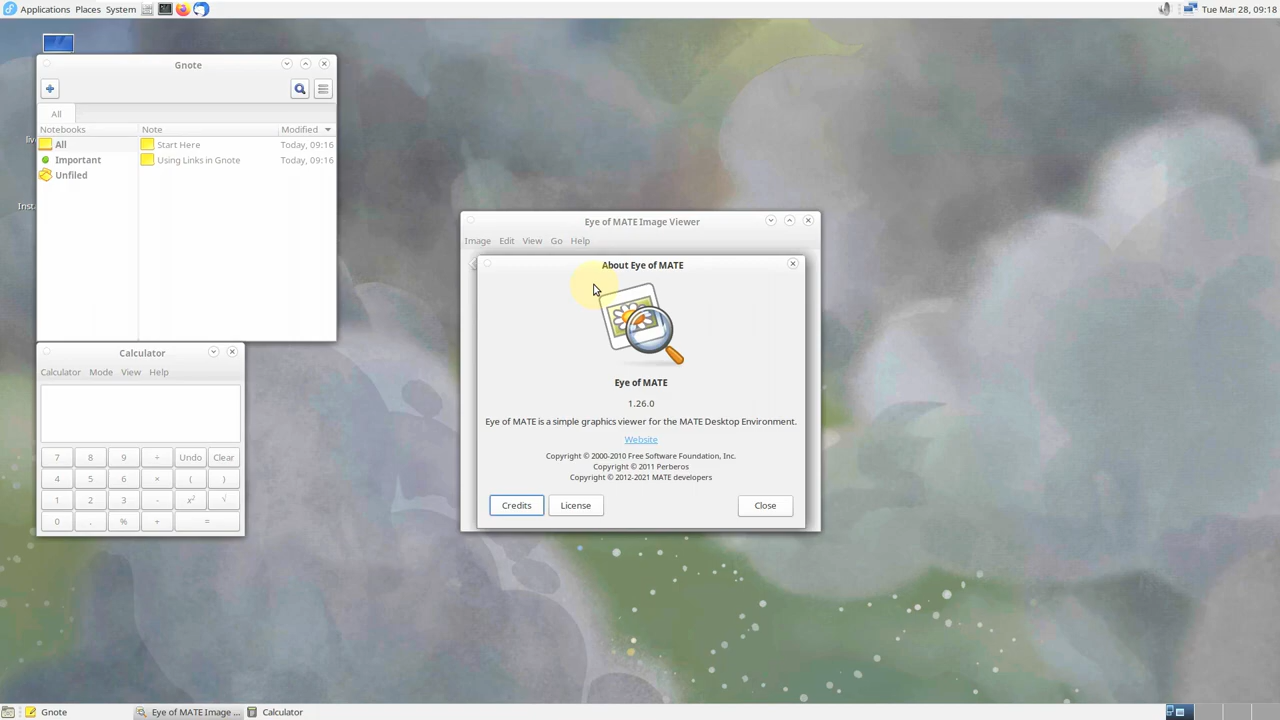 Applications Places System
Tue Mar 28, 09:18
Gnote
All
Notebooks Note Modified
All Start Here Today, 09:16
Important Using Links in Gnote Today, 09:16
Unfiled
Calculator
Calculator Mode View Help
7 8 9 ÷ Undo Clear
4 5 6 × ( )
1 2 3 - x² √
0 . % + =
Eye of MATE Image Viewer
Image Edit View Go Help
About Eye of MATE
Eye of MATE
1.26.0
Eye of MATE is a simple graphics viewer for the MATE Desktop Environment.
Website
Copyright © 2000-2010 Free Software Foundation, Inc.
Copyright © 2011 Perberos
Copyright © 2012-2021 MATE developers
Credits License Close
Gnote Eye of MATE Image ... Calculator